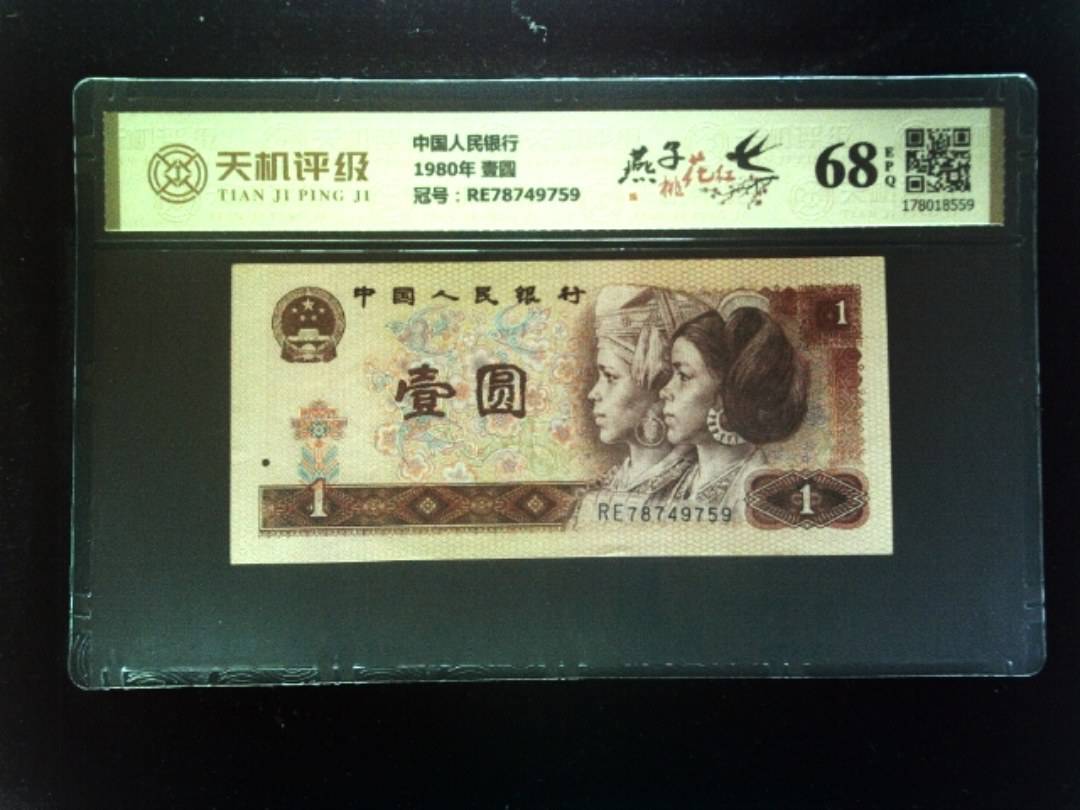 天机评级
TIAN JI PING JI
中国人民银行
1980年 壹圆
冠号：RE78749759
燕子
桃花红
68
EPQ
178018559
中国人民银行
1
壹圆
1
RE78749759
1